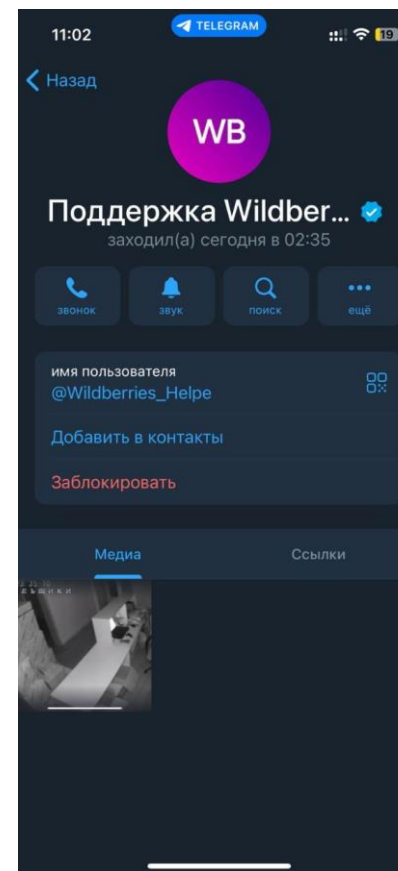 11:02
TELEGRAM
19
Назад
WB
Поддержка Wildber...
заходил(а) сегодня в 02:35
звонок
звук
поиск
ещё
имя пользователя
@Wildberries_Helpe
Добавить в контакты
Заблокировать
Медиа
Ссылки